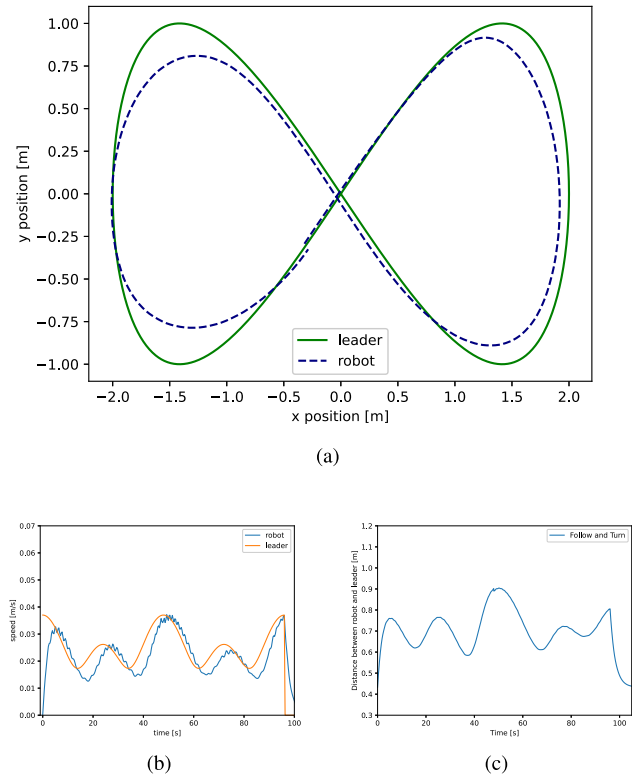 1.00
0.75
0.50
0.25
0.00
−0.25
−0.50
−0.75
−1.00
y position [m]
leader
robot
−2.0 −1.5 −1.0 −0.5 0.0 0.5 1.0 1.5 2.0
x position [m]
(a)
0.07
0.06
0.05
0.04
0.03
0.02
0.01
0.00
speed [m/s]
robot
leader
0 20 40 60 80 100
time [s]
(b)
1.2
1.1
1.0
0.9
0.8
0.7
0.6
0.5
0.4
0.3
Distance between robot and leader [m]
Follow and Turn
0 20 40 60 80 100
Time [s]
(c)